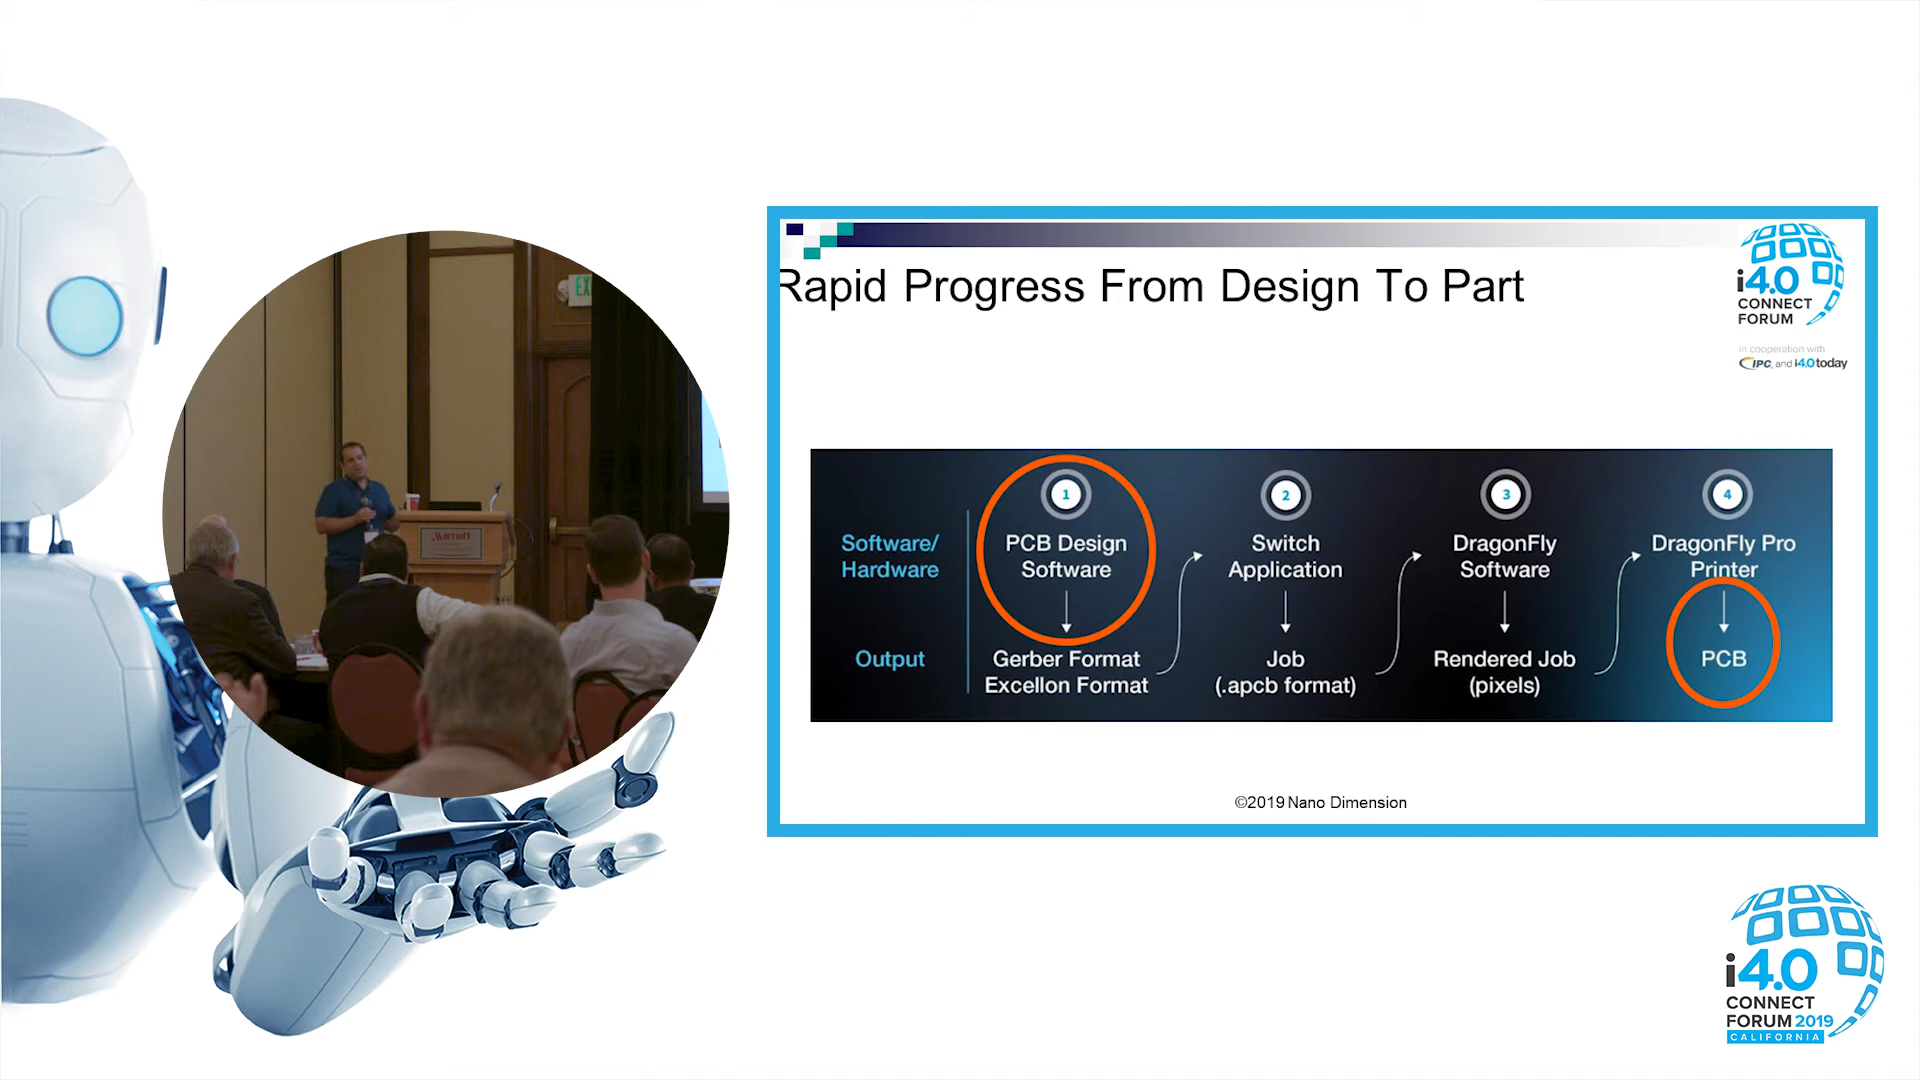 EX
Marriott
Rapid Progress From Design To Part
i4.0
CONNECT
FORUM
in cooperation with
IPC and i4.0today
1
2
3
4
Software/
Hardware
PCB Design
Software
Switch
Application
DragonFly
Software
DragonFly Pro
Printer
Output
Gerber Format
Excellon Format
Job
(.apcb format)
Rendered Job
(pixels)
PCB
©2019 Nano Dimension
i4.0
CONNECT
FORUM 2019
CALIFORNIA